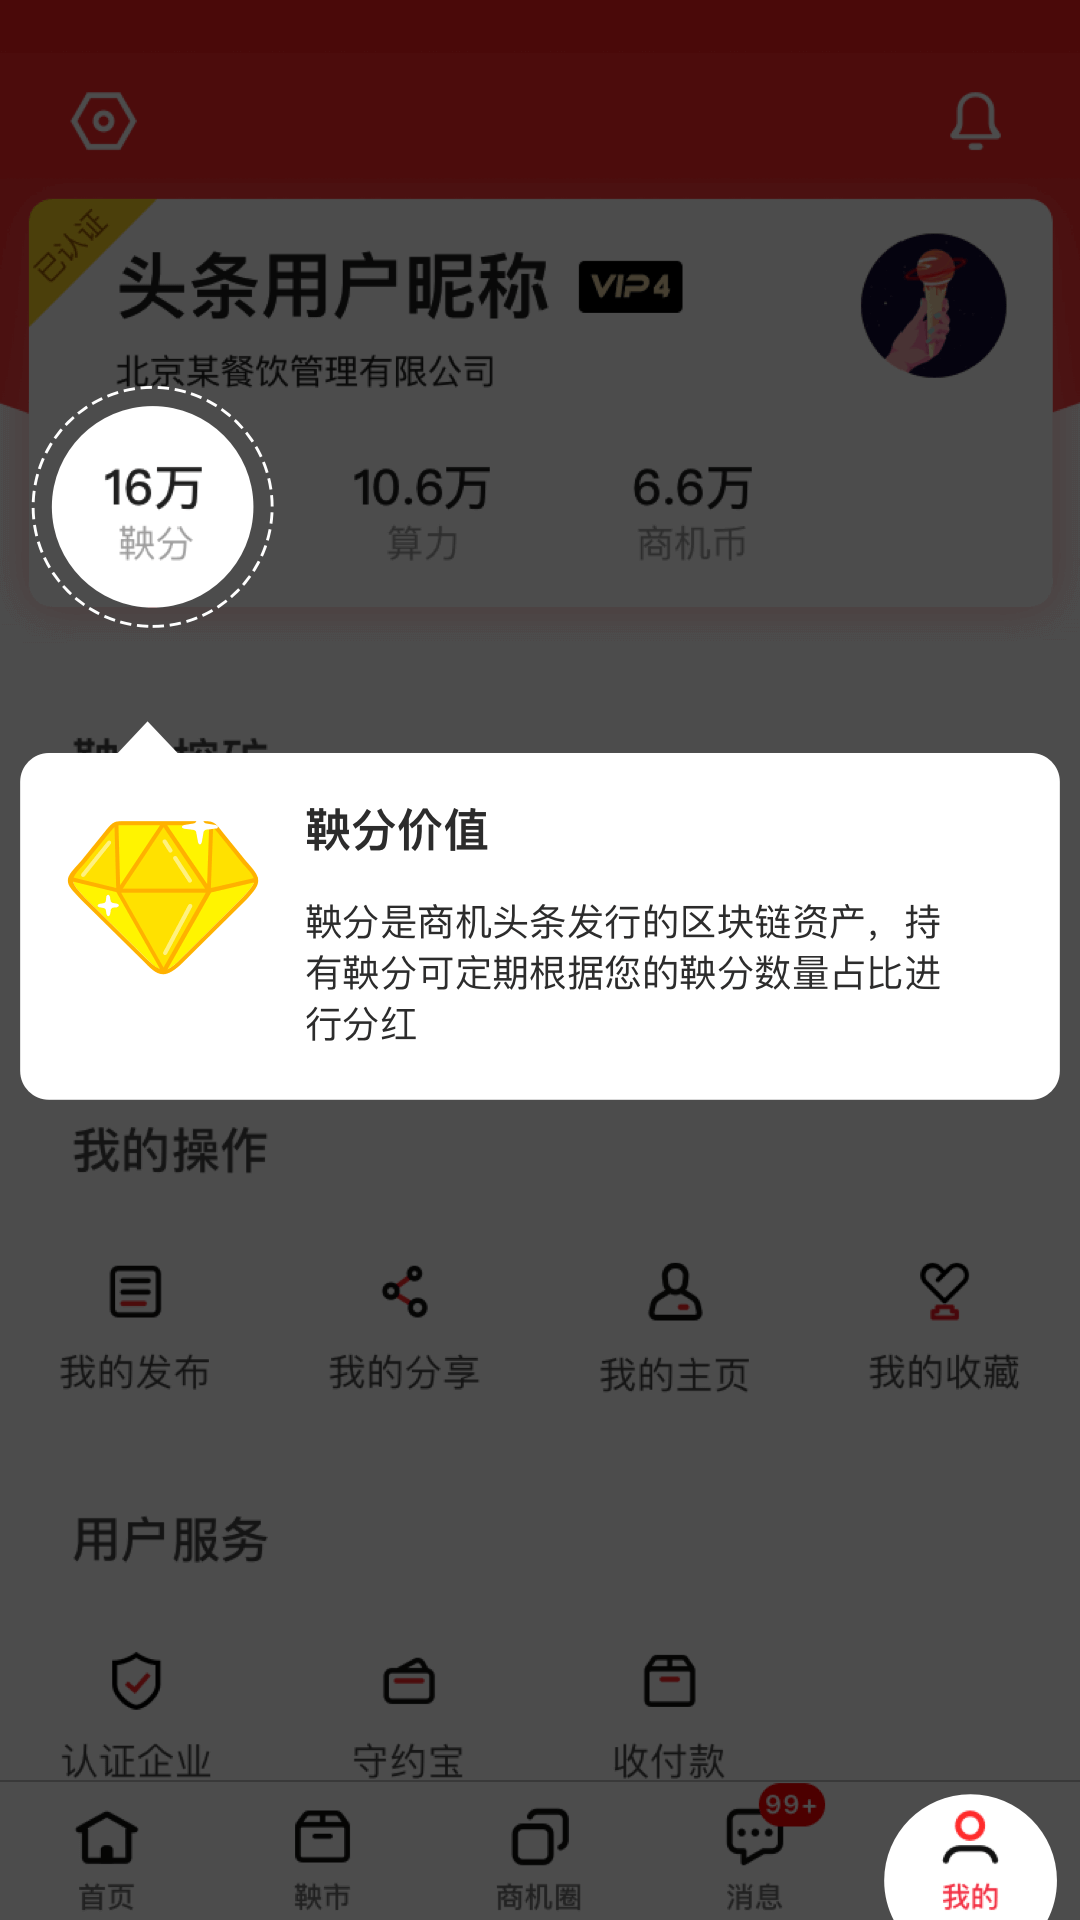 已认证
头条用户昵称 VIP4
北京某餐饮管理有限公司
16万 10.6万 6.6万
鞅分 算力 商机币
鞅分价值
鞅分是商机头条发行的区块链资产，持
有鞅分可定期根据您的鞅分数量占比进
行分红
我的操作
我的发布 我的分享 我的主页 我的收藏
用户服务
认证企业 守约宝 收付款
99+
首页 鞅市 商机圈 消息 我的